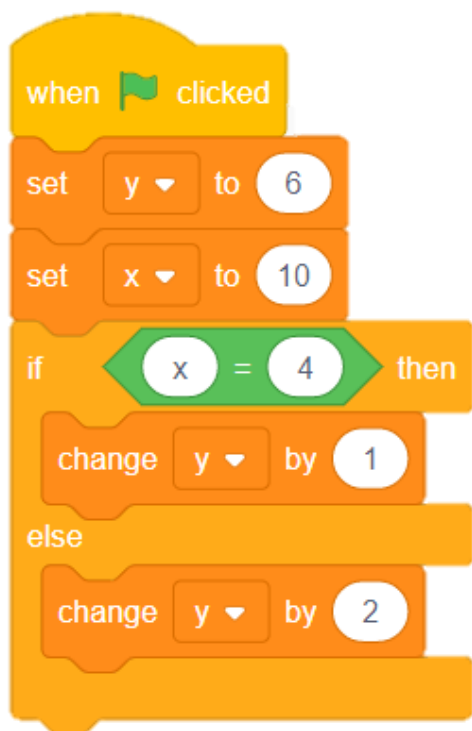 when clicked
set y to 6
set x to 10
if x = 4 then
change y by 1
else
change y by 2